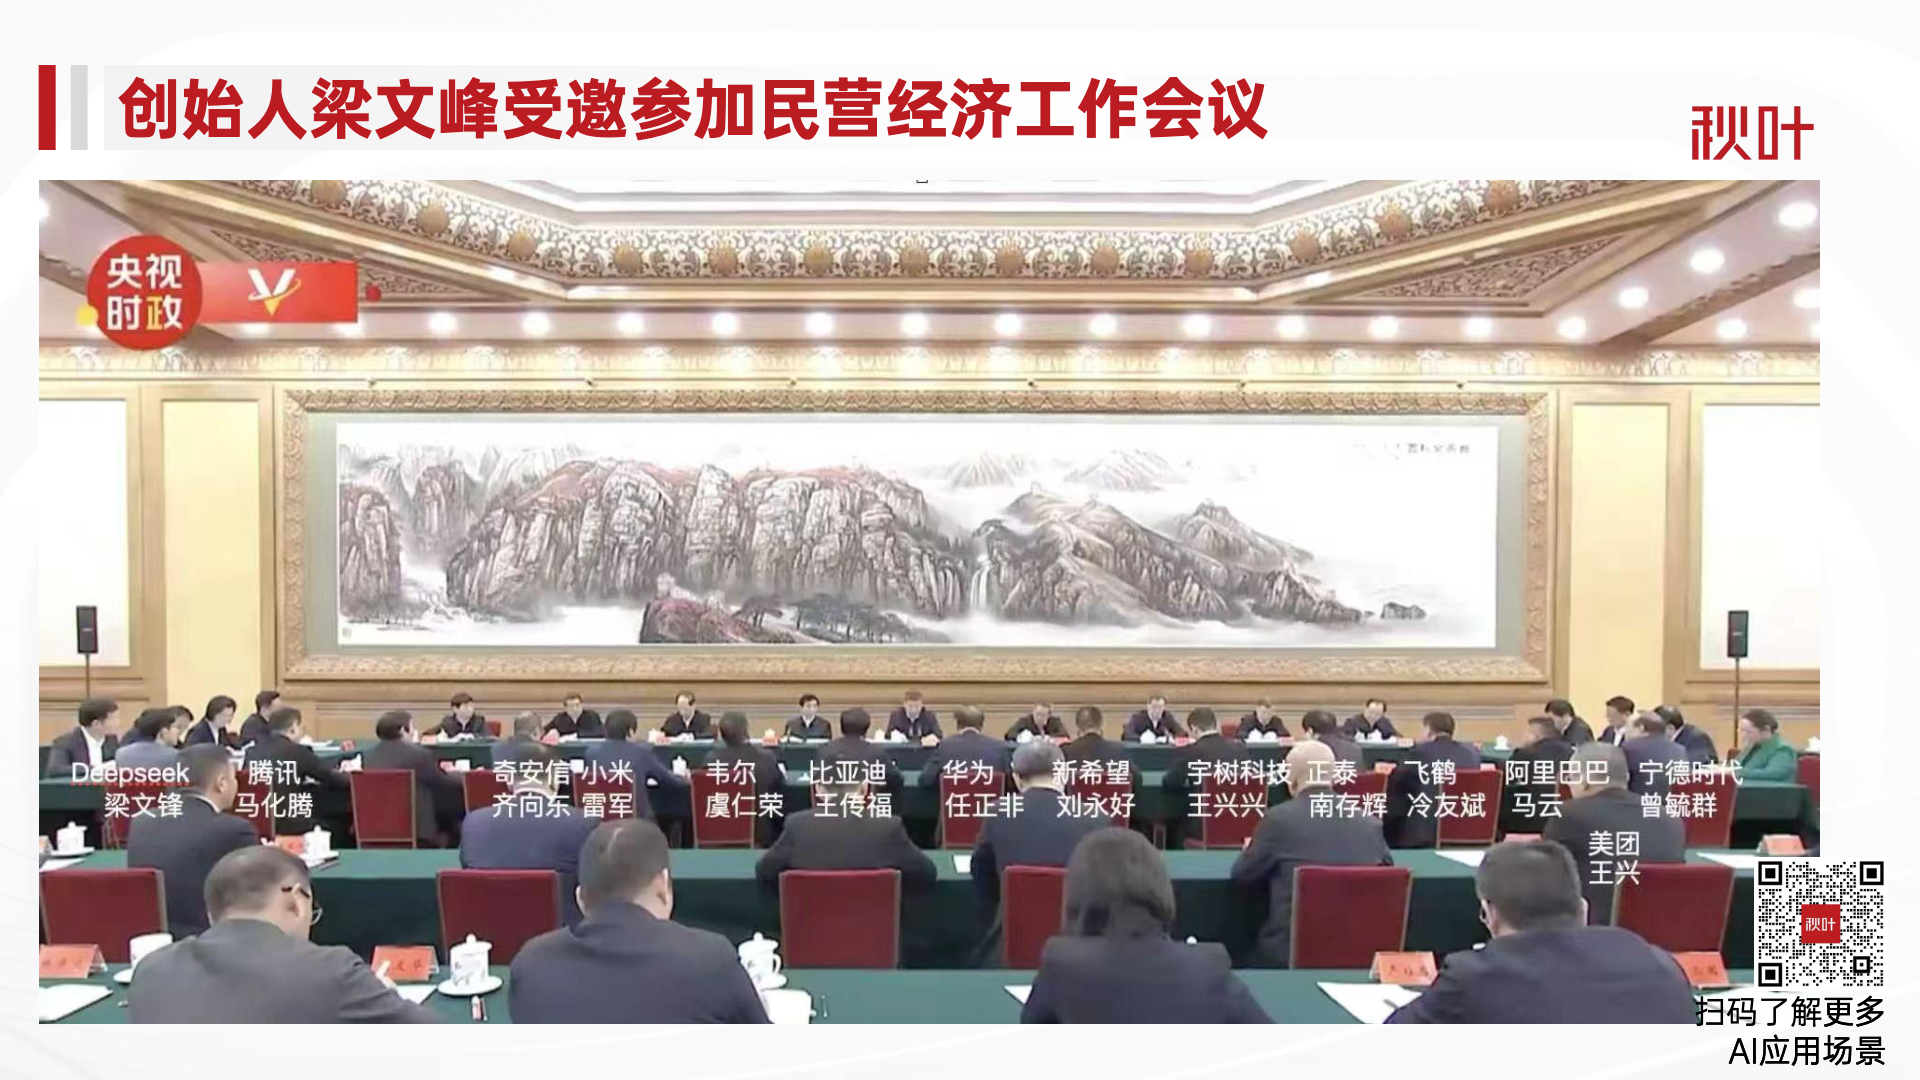 创始人梁文峰受邀参加民营经济工作会议
秋叶
央视
时政
Deepseek
梁文锋
腾讯
马化腾
奇安信
齐向东
小米
雷军
韦尔
虞仁荣
比亚迪
王传福
华为
任正非
新希望
刘永好
宇树科技
王兴兴
正泰
南存辉
飞鹤
冷友斌
阿里巴巴
马云
宁德时代
曾毓群
美团
王兴
秋叶
扫码了解更多
AI应用场景